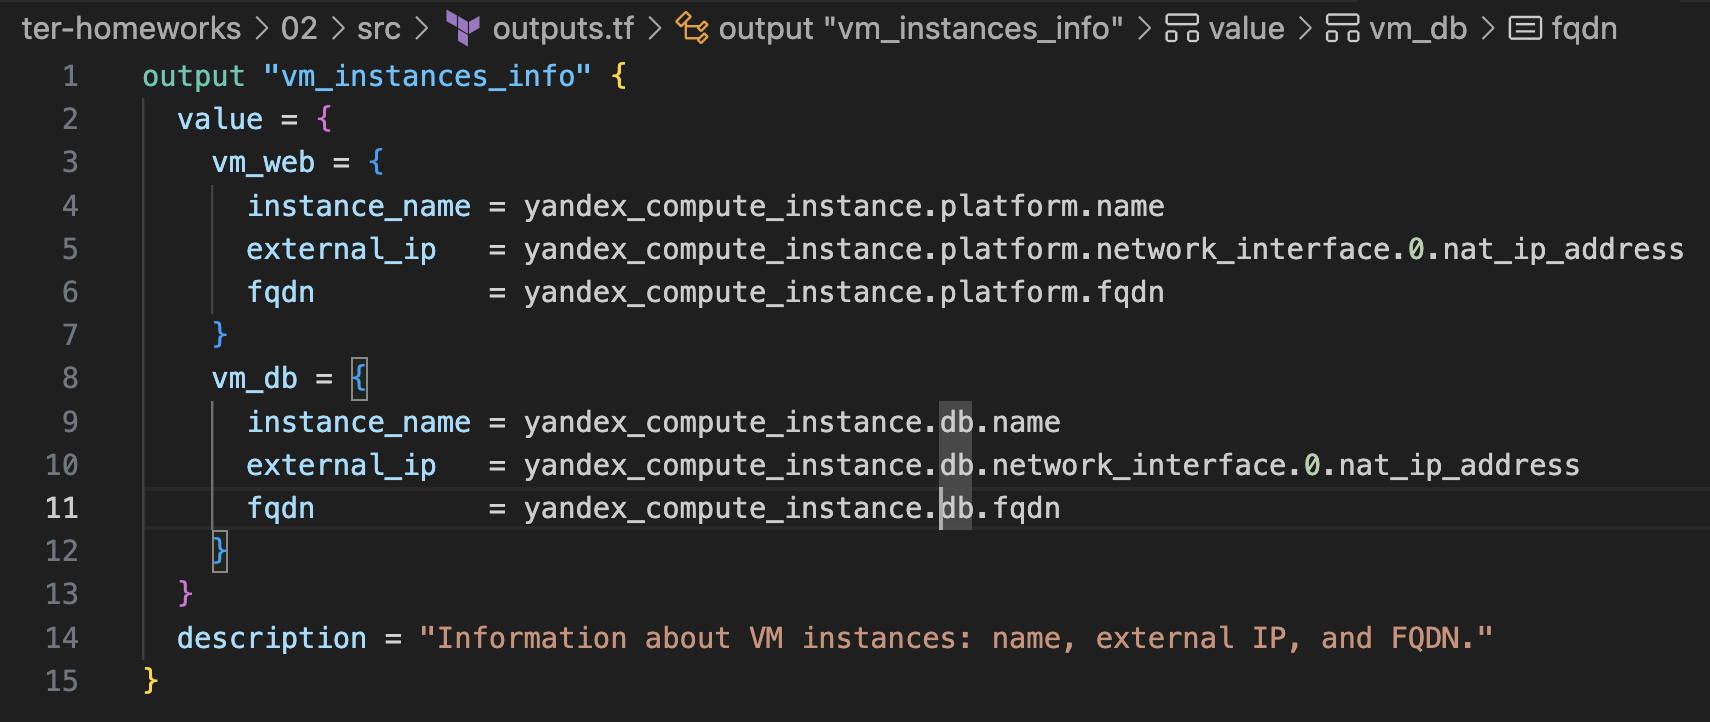 ter-homeworks > 02 > src > outputs.tf > output "vm_instances_info" > value > vm_db > fqdn
1 output "vm_instances_info" {
2   value = {
3     vm_web = {
4       instance_name = yandex_compute_instance.platform.name
5       external_ip   = yandex_compute_instance.platform.network_interface.0.nat_ip_address
6       fqdn          = yandex_compute_instance.platform.fqdn
7     }
8     vm_db = {
9       instance_name = yandex_compute_instance.db.name
10       external_ip   = yandex_compute_instance.db.network_interface.0.nat_ip_address
11       fqdn          = yandex_compute_instance.db.fqdn
12     }
13   }
14   description = "Information about VM instances: name, external IP, and FQDN."
15 }